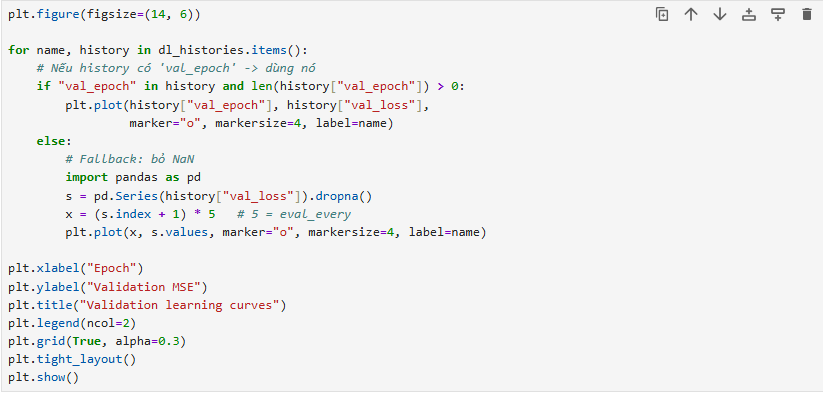 plt.figure(figsize=(14, 6))
for name, history in dl_histories.items():
    # Nếu history có 'val_epoch' -> dùng nó
    if "val_epoch" in history and len(history["val_epoch"]) > 0:
        plt.plot(history["val_epoch"], history["val_loss"],
                 marker="o", markersize=4, label=name)
    else:
        # Fallback: bỏ NaN
        import pandas as pd
        s = pd.Series(history["val_loss"]).dropna()
        x = (s.index + 1) * 5   # 5 = eval_every
        plt.plot(x, s.values, marker="o", markersize=4, label=name)
plt.xlabel("Epoch")
plt.ylabel("Validation MSE")
plt.title("Validation learning curves")
plt.legend(ncol=2)
plt.grid(True, alpha=0.3)
plt.tight_layout()
plt.show()